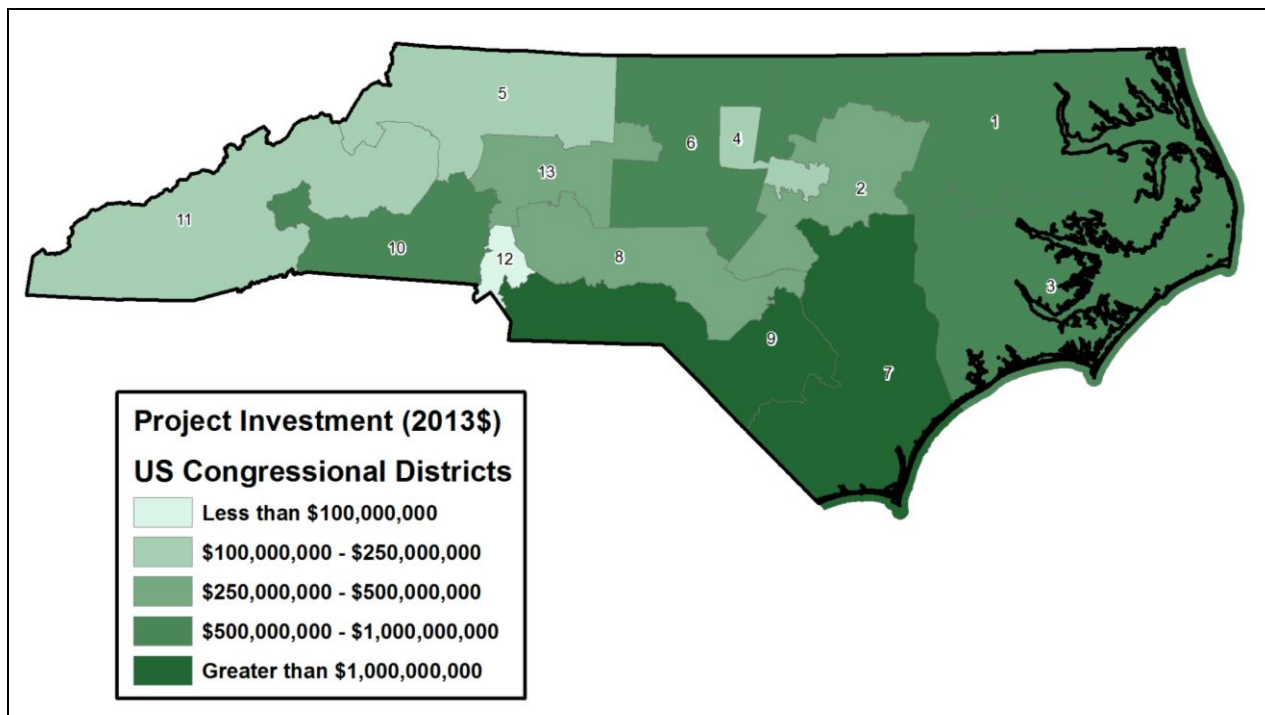 5
1
4
6
13
2
11
10
12
8
3
9
7
Project Investment (2013$)
US Congressional Districts
Less than $100,000,000
$100,000,000 - $250,000,000
$250,000,000 - $500,000,000
$500,000,000 - $1,000,000,000
Greater than $1,000,000,000